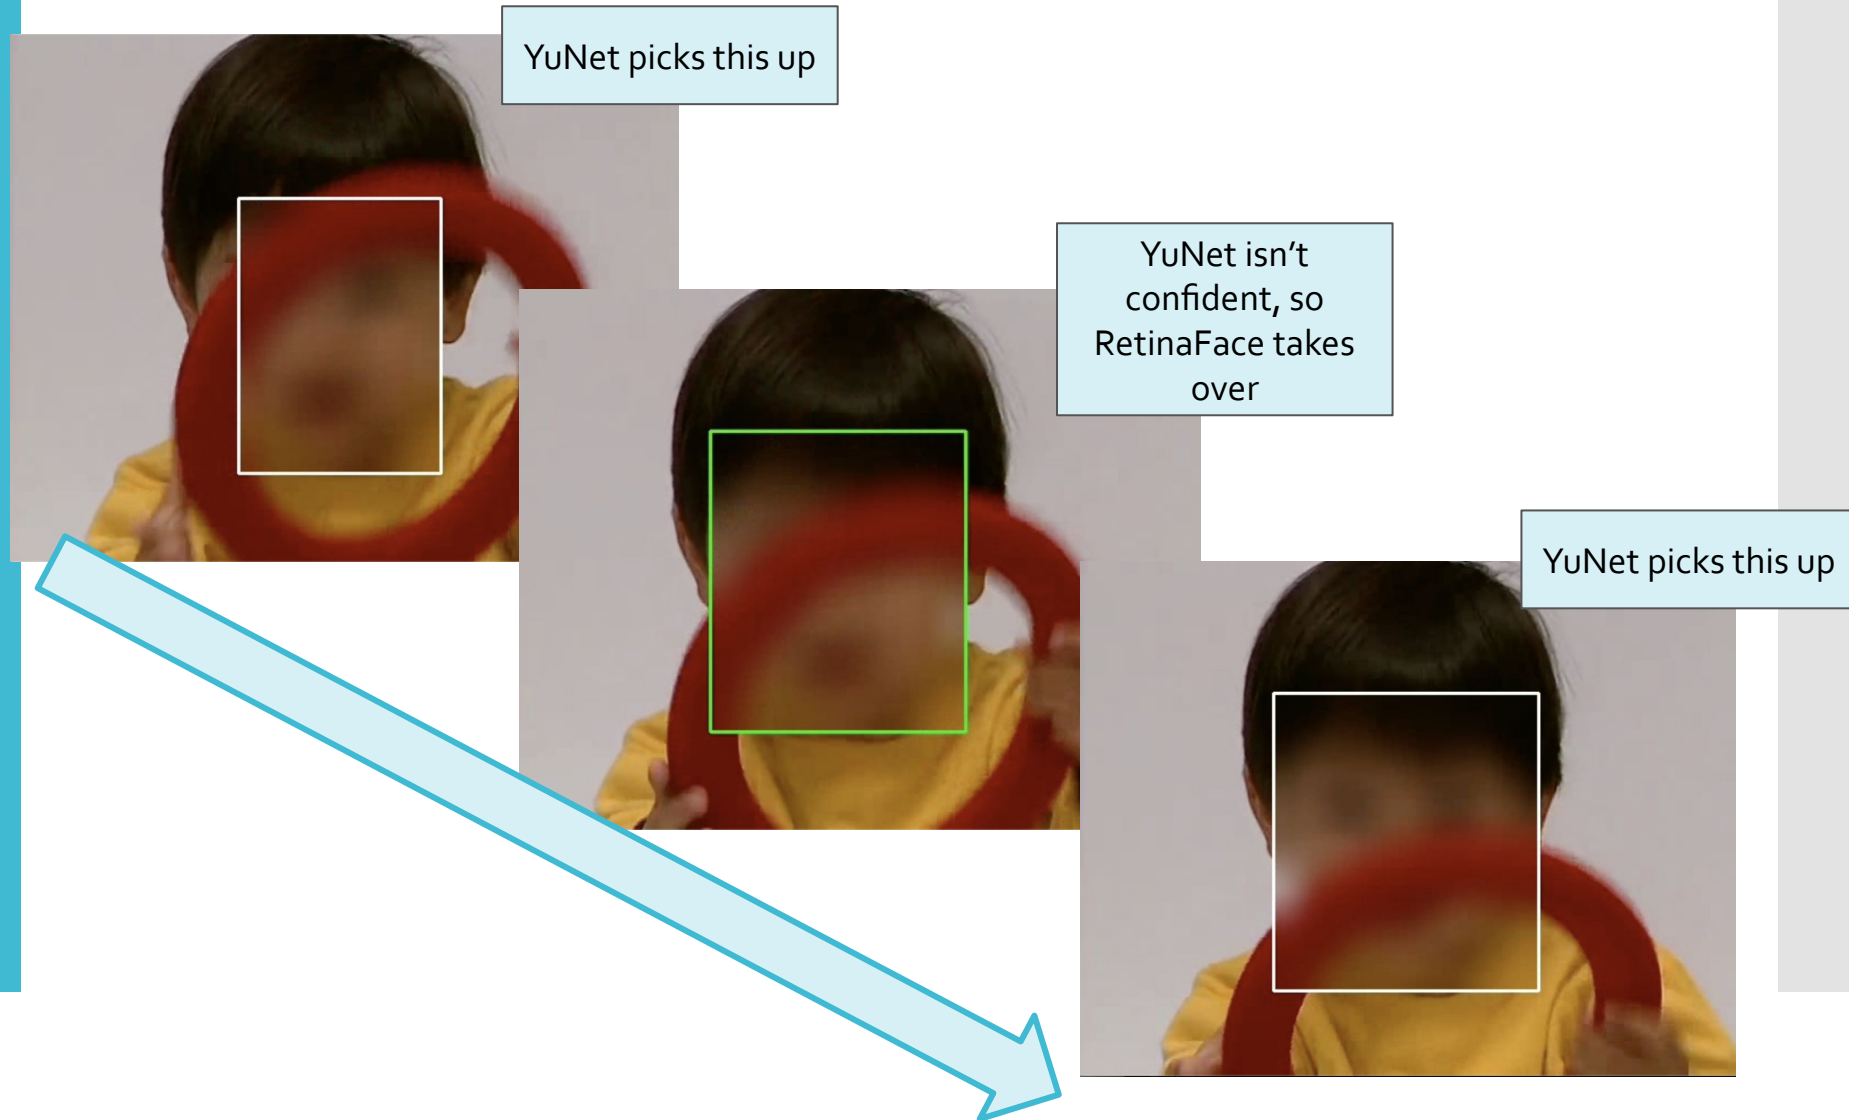 YuNet picks this up
YuNet isn’t
confident, so
RetinaFace takes
over
YuNet picks this up